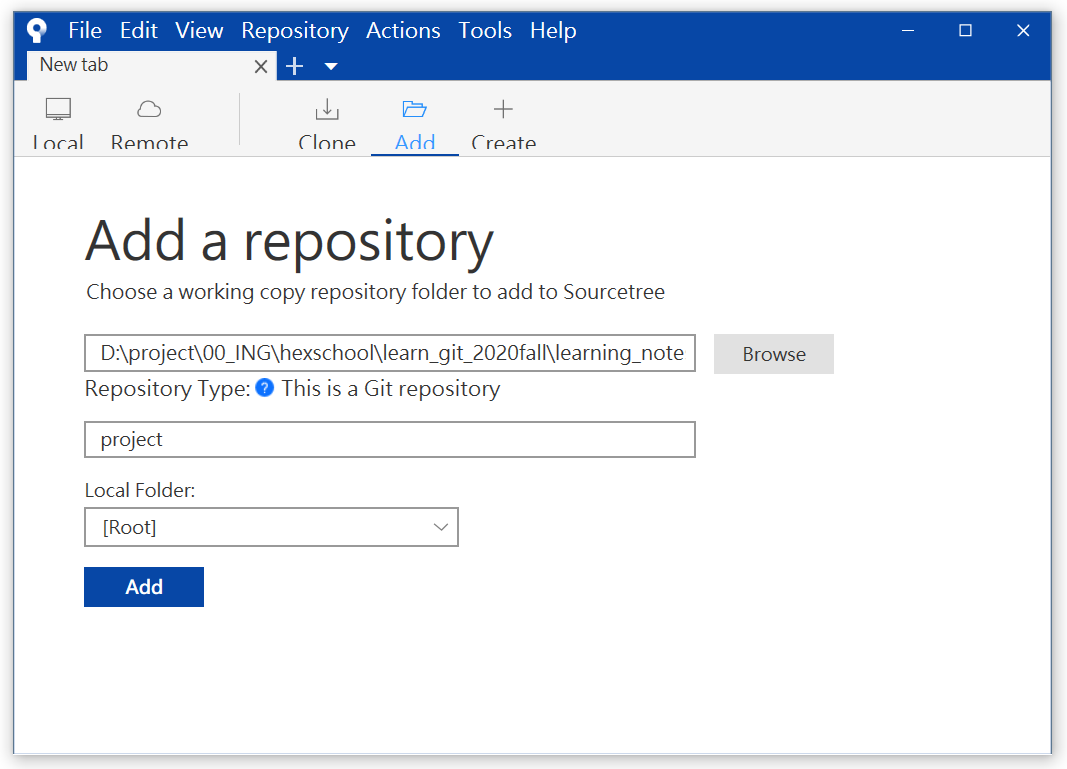 File Edit View Repository Actions Tools Help
New tab
Local Remote Clone Add Create
Add a repository
Choose a working copy repository folder to add to Sourcetree
D:\project\00_ING\hexschool\learn_git_2020fall\learning_note Browse
Repository Type: ? This is a Git repository
project
Local Folder:
[Root]
Add